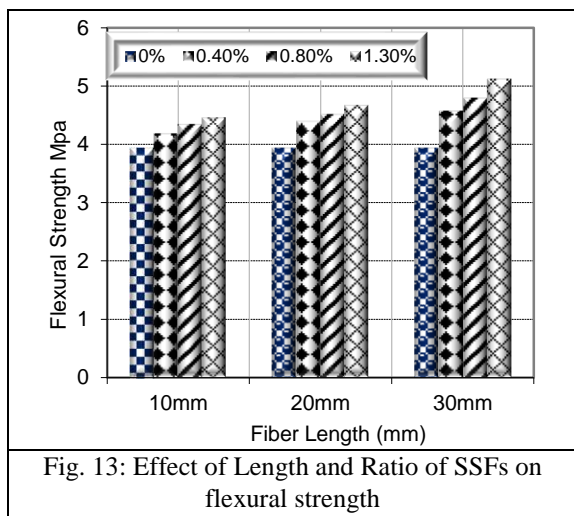 6
5
4
3
2
1
0
Flexural Strength Mpa
0% 0.40% 0.80% 1.30%
10mm 20mm 30mm
Fiber Length (mm)
Fig. 13: Effect of Length and Ratio of SSFs on
flexural strength